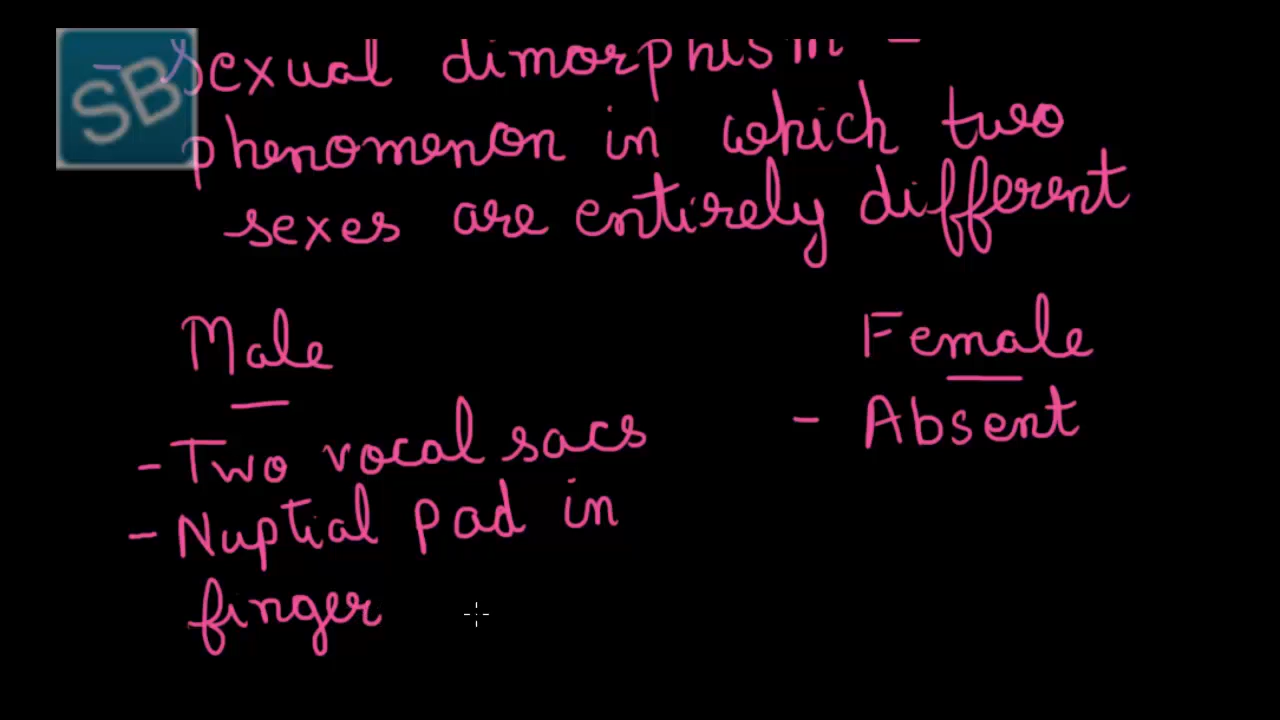 SB
- Sexual dimorphism -
phenomenon in which two
sexes are entirely different
Male Female
- Two vocal sacs - Absent
- Nuptial pad in
finger